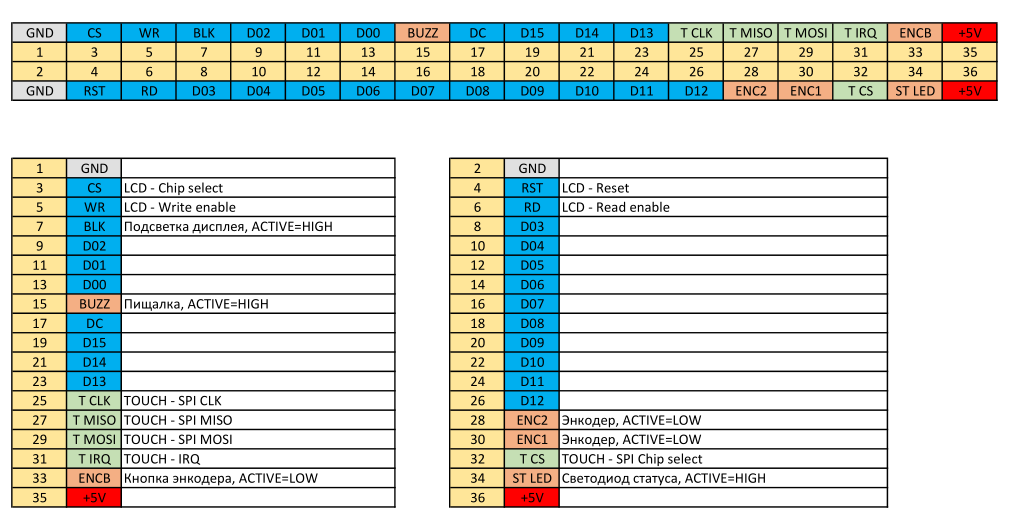 GND CS WR BLK D02 D01 D00 BUZZ DC D15 D14 D13 T CLK T MISO T MOSI T IRQ ENCB +5V
1 3 5 7 9 11 13 15 17 19 21 23 25 27 29 31 33 35
2 4 6 8 10 12 14 16 18 20 22 24 26 28 30 32 34 36
GND RST RD D03 D04 D05 D06 D07 D08 D09 D10 D11 D12 ENC2 ENC1 T CS ST LED +5V
1 GND
3 CS LCD - Chip select
5 WR LCD - Write enable
7 BLK Подсветка дисплея, ACTIVE=HIGH
9 D02
11 D01
13 D00
15 BUZZ Пищалка, ACTIVE=HIGH
17 DC
19 D15
21 D14
23 D13
25 T CLK TOUCH - SPI CLK
27 T MISO TOUCH - SPI MISO
29 T MOSI TOUCH - SPI MOSI
31 T IRQ TOUCH - IRQ
33 ENCB Кнопка энкодера, ACTIVE=LOW
35 +5V
2 GND
4 RST LCD - Reset
6 RD LCD - Read enable
8 D03
10 D04
12 D05
14 D06
16 D07
18 D08
20 D09
22 D10
24 D11
26 D12
28 ENC2 Энкодер, ACTIVE=LOW
30 ENC1 Энкодер, ACTIVE=LOW
32 T CS TOUCH - SPI Chip select
34 ST LED Светодиод статуса, ACTIVE=HIGH
36 +5V